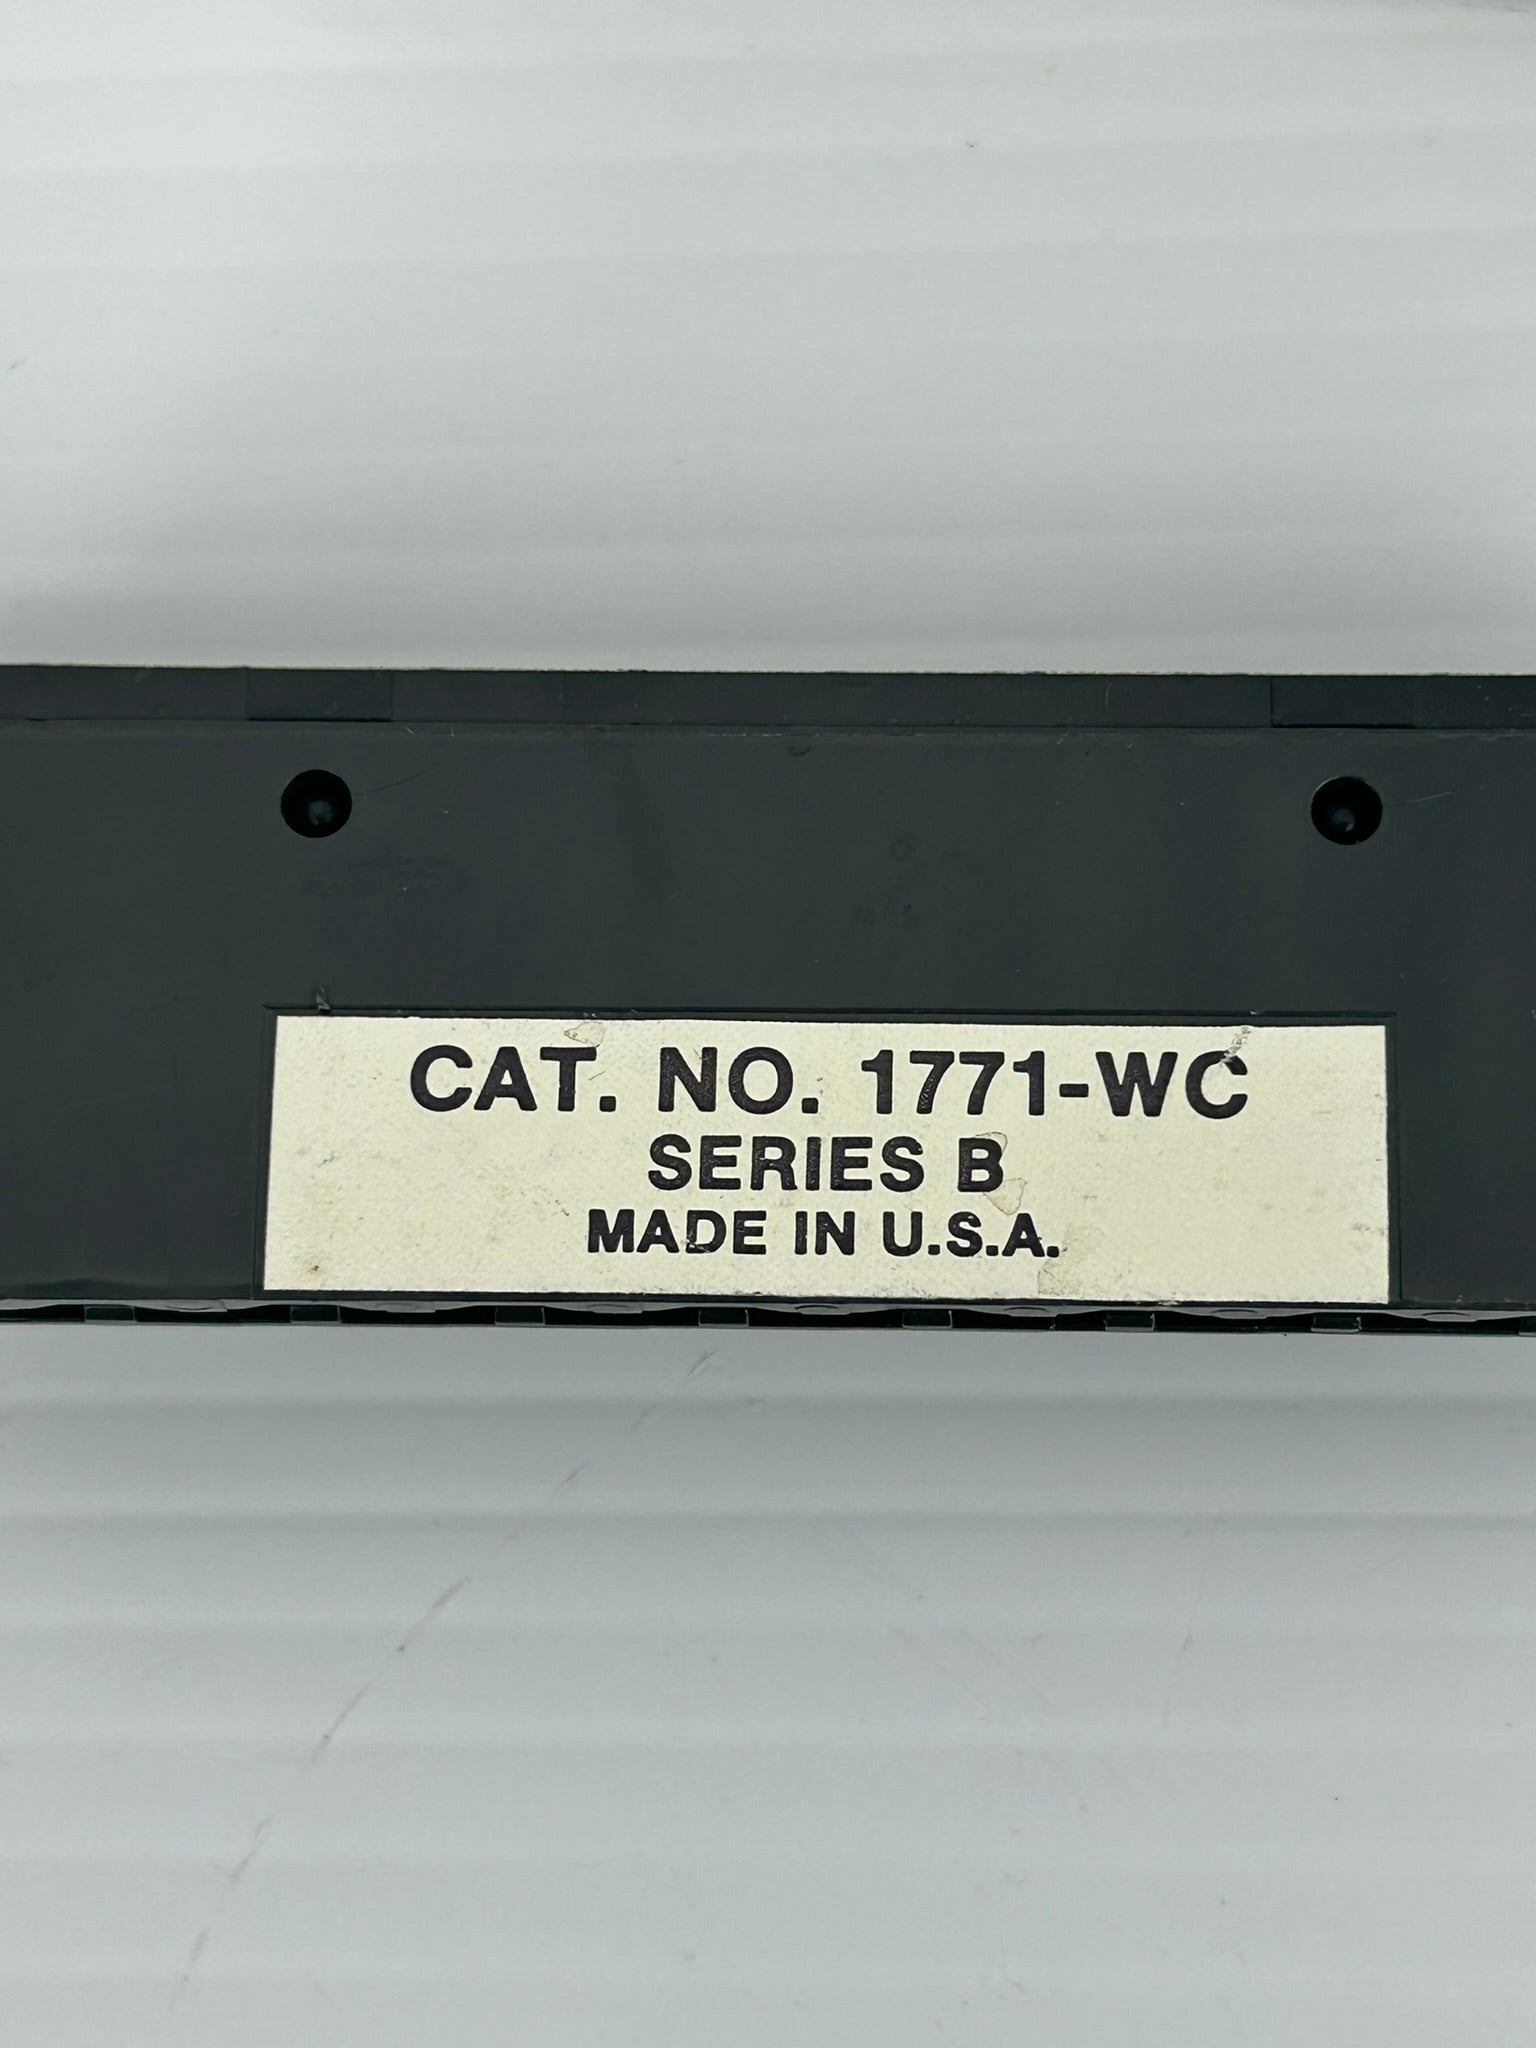 CAT. NO. 1771-WC
SERIES B
MADE IN U.S.A.